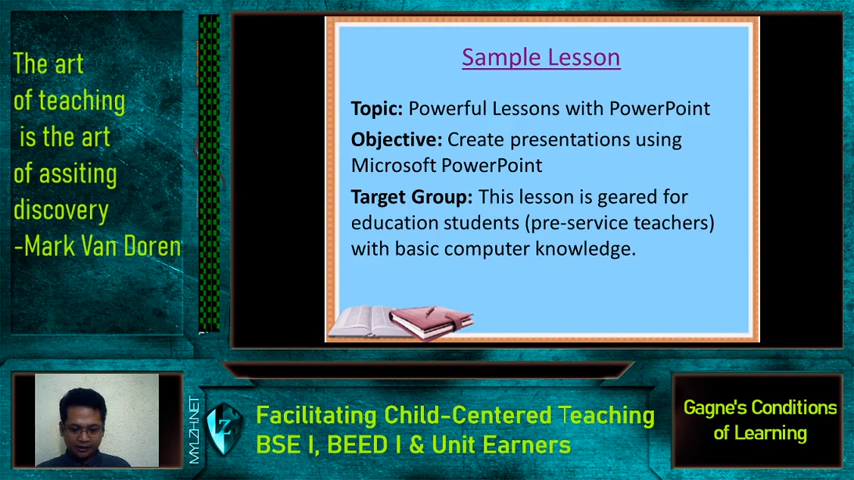 The art
of teaching
is the art
of assiting
discovery
-Mark Van Doren
Sample Lesson
Topic: Powerful Lessons with PowerPoint
Objective: Create presentations using
Microsoft PowerPoint
Target Group: This lesson is geared for
education students (pre-service teachers)
with basic computer knowledge.
MYLZH.NET
LZ
Facilitating Child-Centered Teaching
BSE I, BEED I & Unit Earners
Gagne's Conditions
of Learning